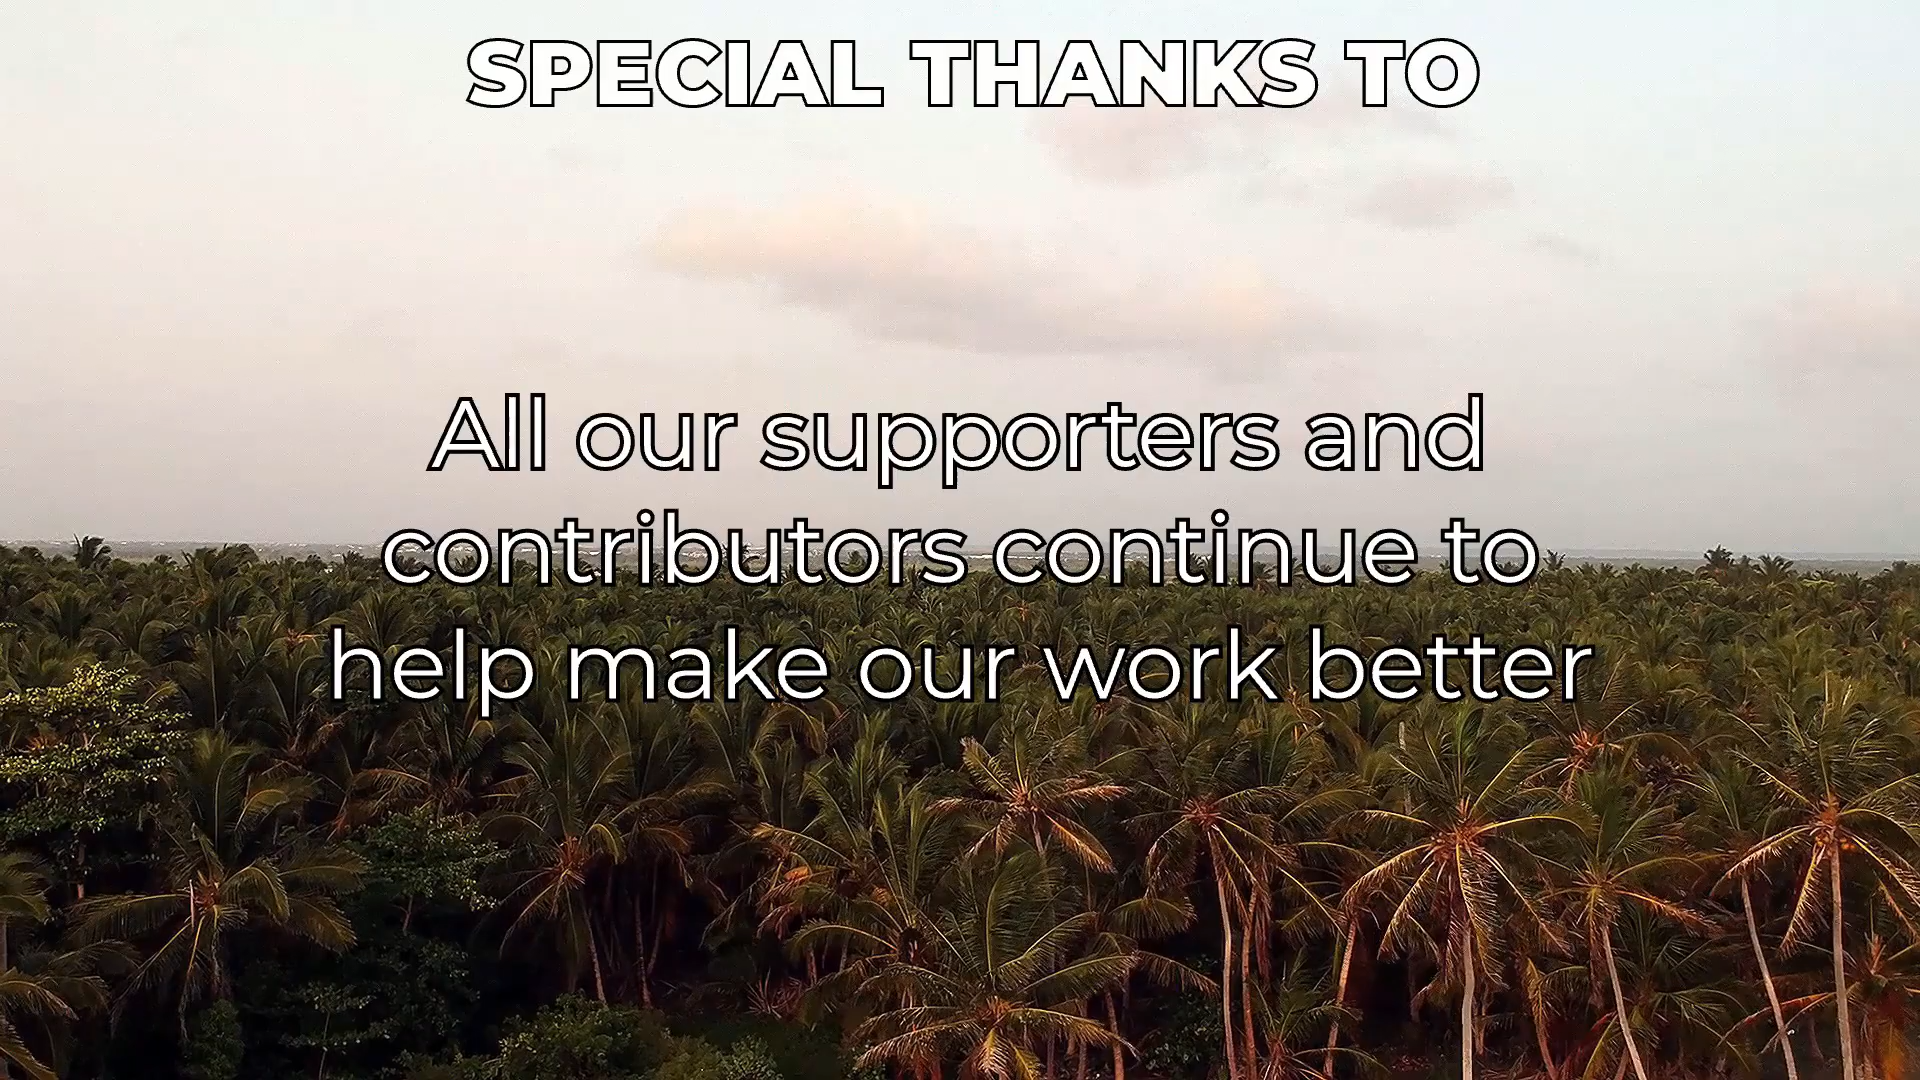 SPECIAL THANKS TO
All our supporters and
contributors continue to
help make our work better